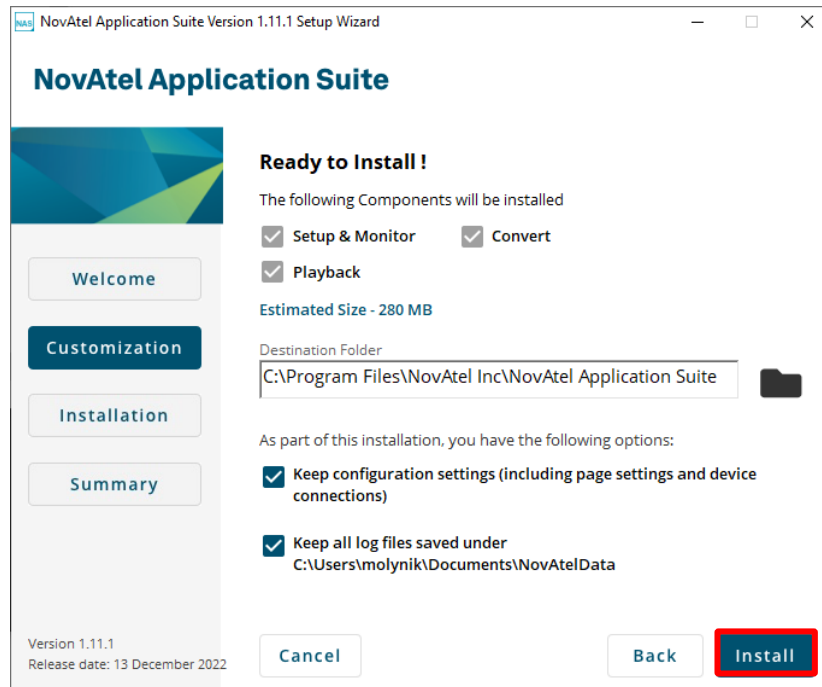 NAS NovAtel Application Suite Version 1.11.1 Setup Wizard
NovAtel Application Suite
Welcome
Customization
Installation
Summary
Version 1.11.1
Release date: 13 December 2022
Ready to Install !
The following Components will be installed
Setup & Monitor Convert
Playback
Estimated Size - 280 MB
Destination Folder
C:\Program Files\NovAtel Inc\NovAtel Application Suite
As part of this installation, you have the following options:
Keep configuration settings (including page settings and device
connections)
Keep all log files saved under
C:\Users\molynik\Documents\NovAtelData
Cancel Back Install